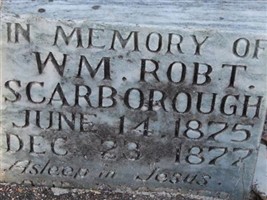 IN MEMORY OF
WM. ROBT.
SCARBOROUGH
JUNE 14 1875
DEC. 23 1877
Asleep in Jesus.